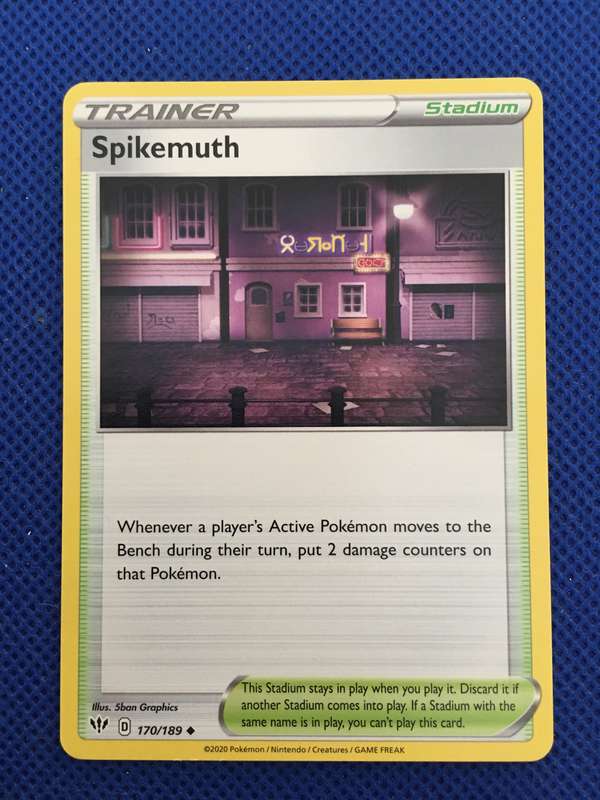 TRAINER
Stadium
Spikemuth
Whenever a player's Active Pokémon moves to the
Bench during their turn, put 2 damage counters on
that Pokémon.
Illus. 5ban Graphics
This Stadium stays in play when you play it. Discard it if
another Stadium comes into play. If a Stadium with the
same name is in play, you can't play this card.
D 170/189
©2020 Pokémon / Nintendo / Creatures / GAME FREAK